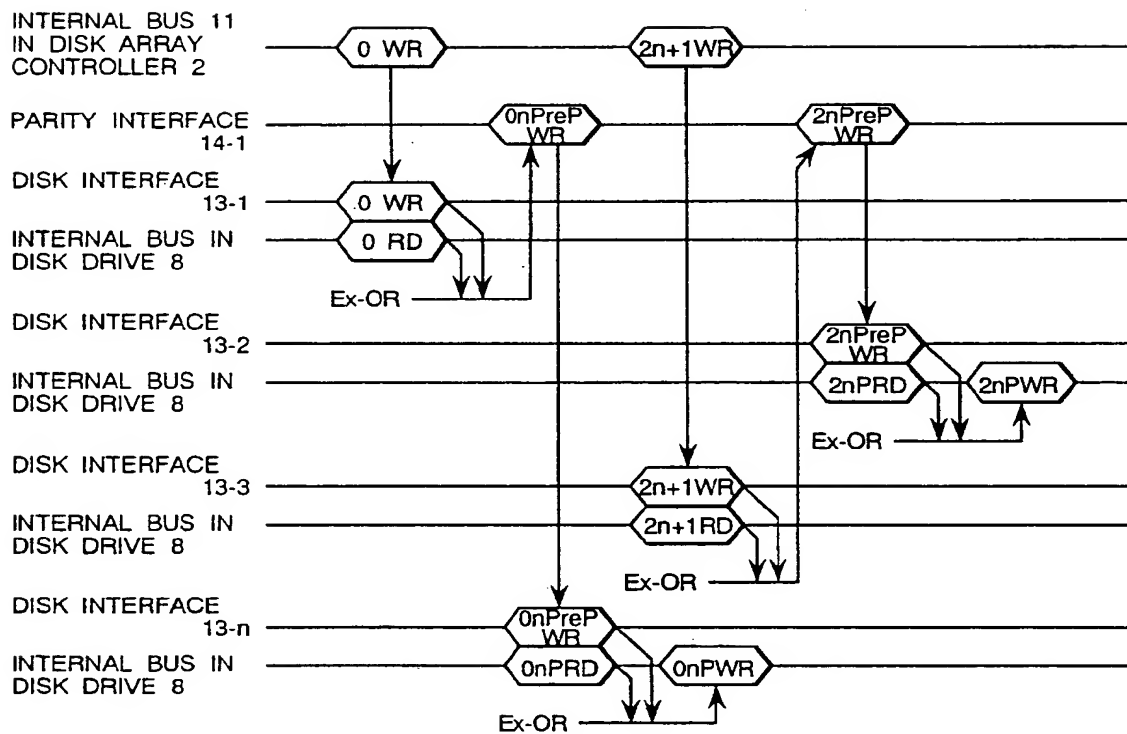 INTERNAL BUS 11
IN DISK ARRAY
CONTROLLER 2
0 WR
2n+1WR
PARITY INTERFACE
14-1
0nPreP
WR
2nPreP
WR
DISK INTERFACE
13-1
0 WR
INTERNAL BUS IN
DISK DRIVE 8
0 RD
Ex-OR
DISK INTERFACE
13-2
2nPreP
WR
INTERNAL BUS IN
DISK DRIVE 8
2nPRD
2nPWR
Ex-OR
DISK INTERFACE
13-3
2n+1WR
INTERNAL BUS IN
DISK DRIVE 8
2n+1RD
Ex-OR
DISK INTERFACE
13-n
0nPreP
WR
INTERNAL BUS IN
DISK DRIVE 8
0nPRD
0nPWR
Ex-OR